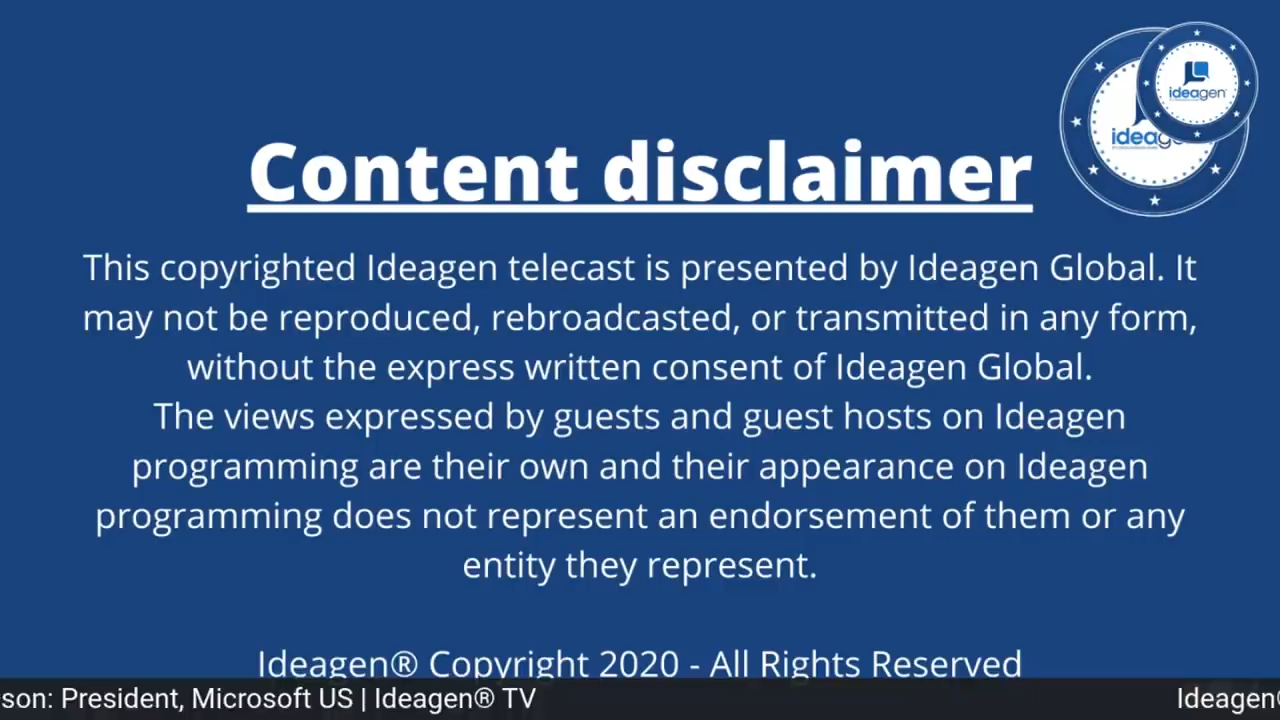 ideagen
Content disclaimer
This copyrighted Ideagen telecast is presented by Ideagen Global. It
may not be reproduced, rebroadcasted, or transmitted in any form,
without the express written consent of Ideagen Global.
The views expressed by guests and guest hosts on Ideagen
programming are their own and their appearance on Ideagen
programming does not represent an endorsement of them or any
entity they represent.
Ideagen® Copyright 2020 - All Rights Reserved
son: President, Microsoft US | Ideagen® TV
Ideagen®